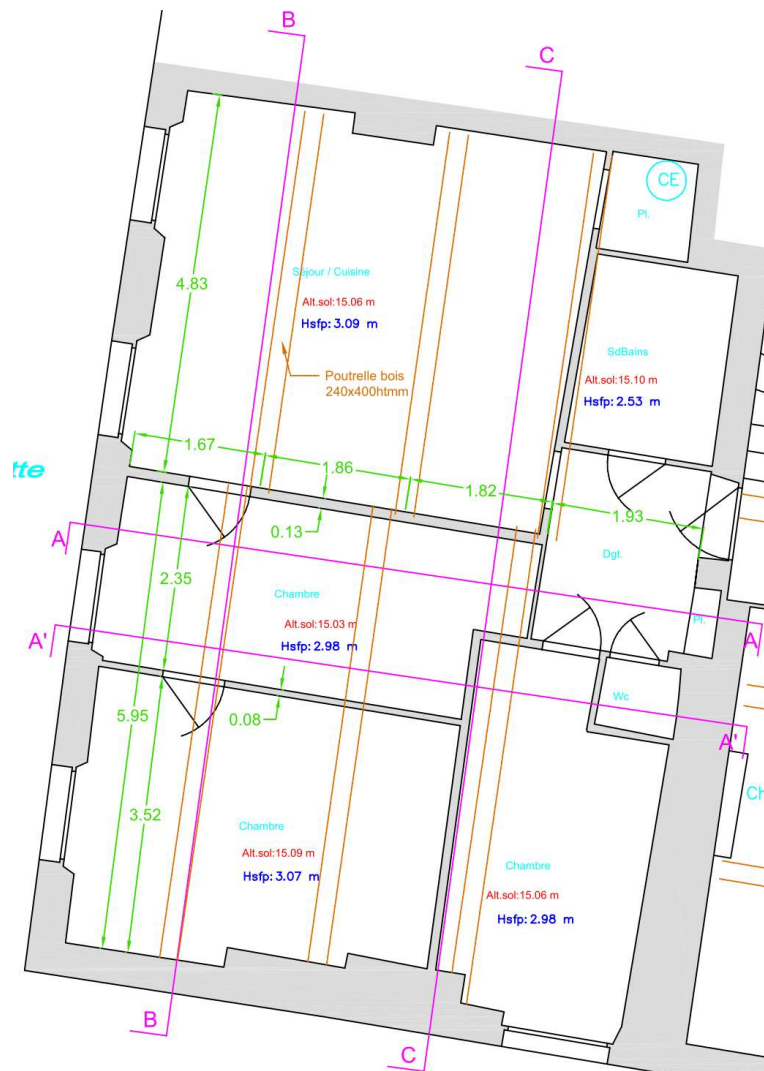 B
C
CE
Pl.
4.83
Séjour / Cuisine
Alt.sol:15.06 m
Hsfp: 3.09 m
SdBains
Alt.sol:15.10 m
Hsfp: 2.53 m
Poutrelle bois
240x400htmm
1.67
1.86
1.82
1.93
tte
A
0.13
2.35
Dgt.
Chambre
Alt.sol:15.03 m
Hsfp: 2.98 m
A'
Pl.
A
Wc
5.95
0.08
A'
3.52
Ch
Chambre
Alt.sol:15.09 m
Hsfp: 3.07 m
Chambre
Alt.sol:15.06 m
Hsfp: 2.98 m
B
C